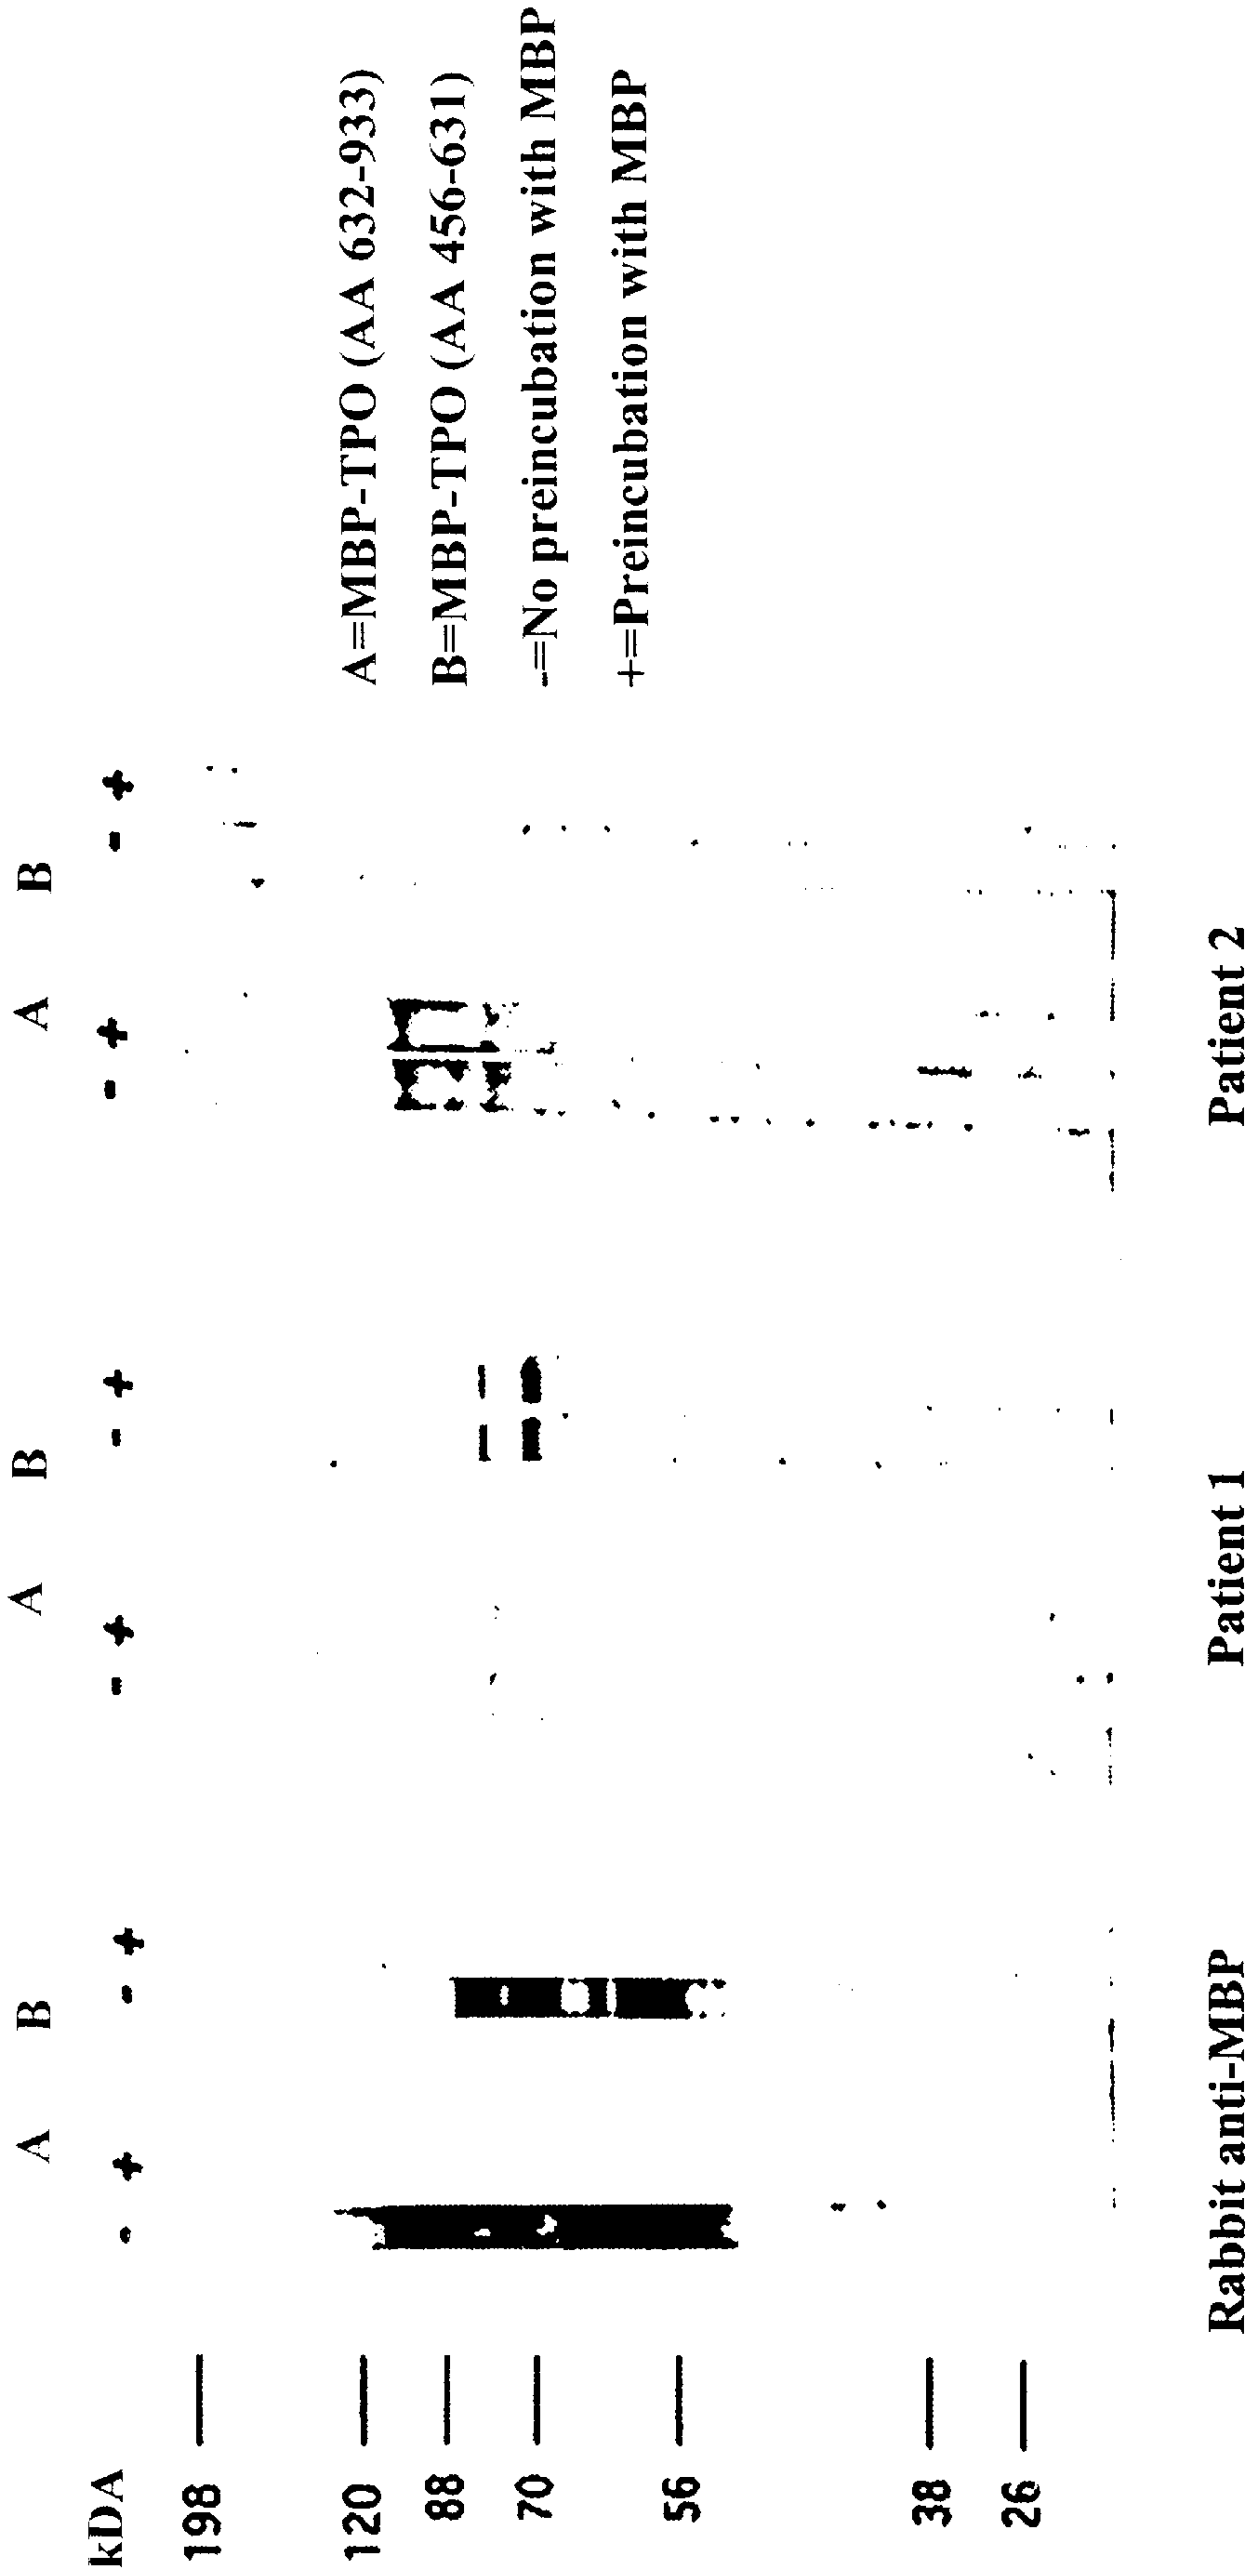 kDA
A
B
A
B
A
B
- + - + - + - + - + - +
198
120
88
70
56
38
26
A=MBP-TPO (AA 632-933)
B=MBP-TPO (AA 456-631)
-=No preincubation with MBP
+=Preincubation with MBP
Rabbit anti-MBP
Patient 1
Patient 2